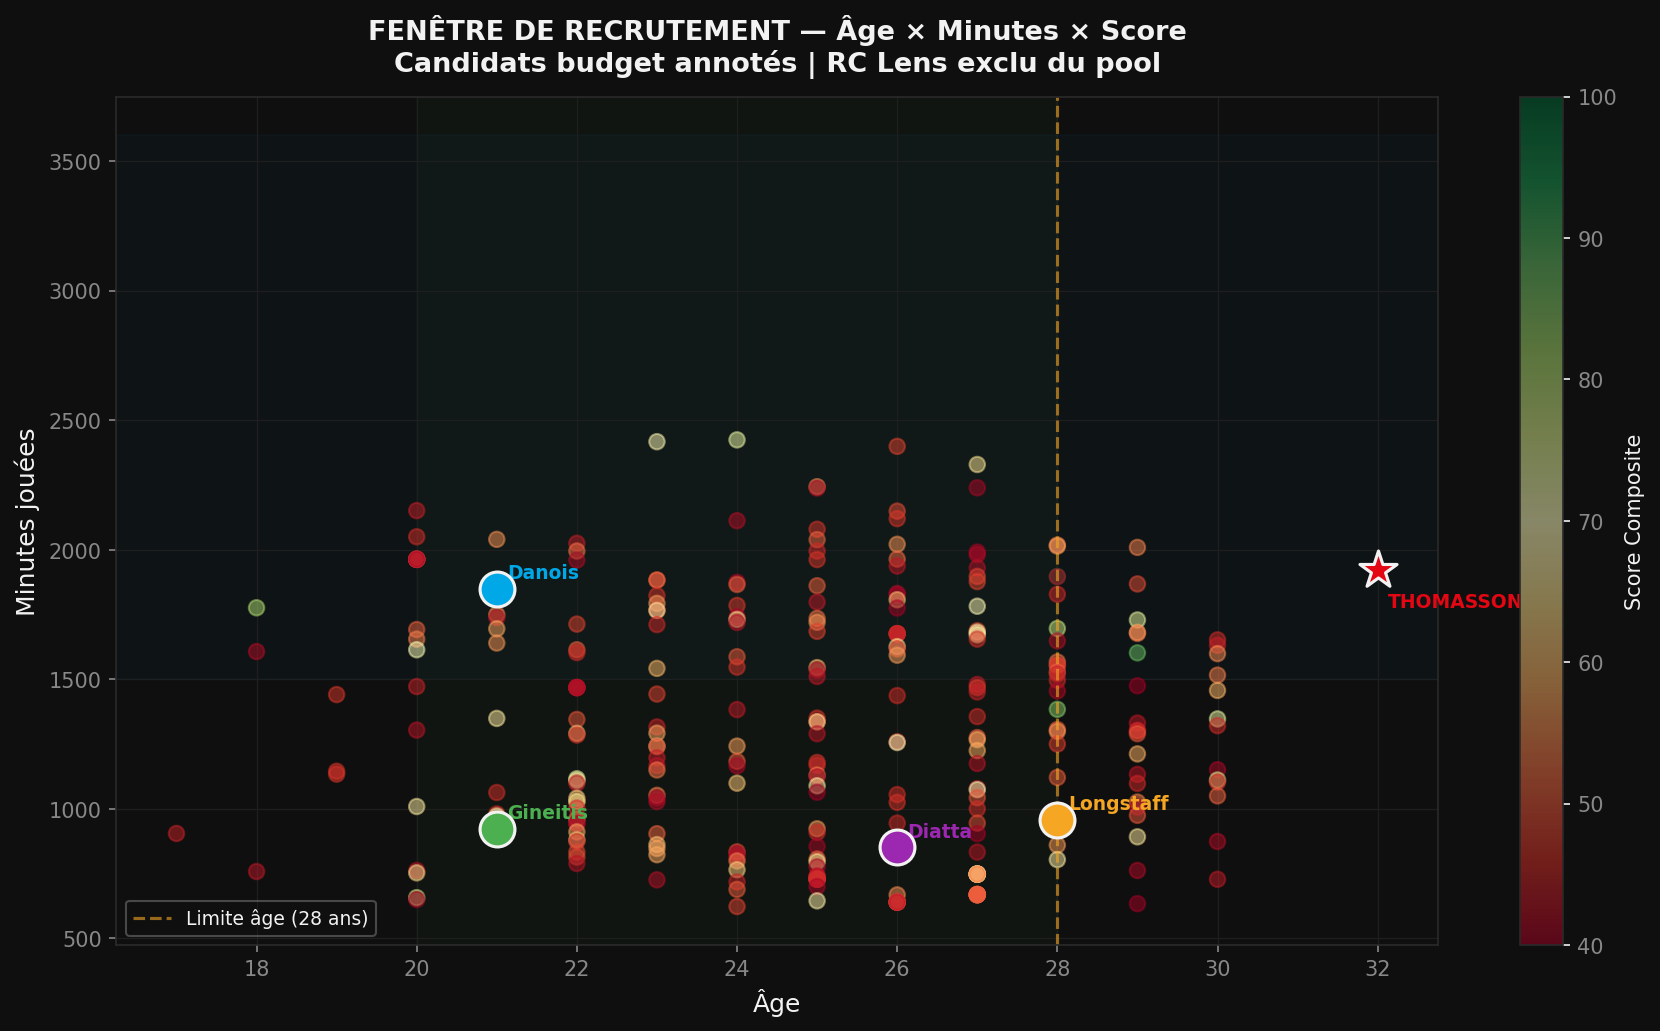 FENÊTRE DE RECRUTEMENT — Âge × Minutes × Score
Candidats budget annotés | RC Lens exclu du pool
Minutes jouées
3500
3000
2500
2000
1500
1000
500
Danois
Gineitis
Diatta
Longstaff
THOMASSON
Limite âge (28 ans)
18
20
22
24
26
28
30
32
Âge
100
90
80
70
60
50
40
Score Composite